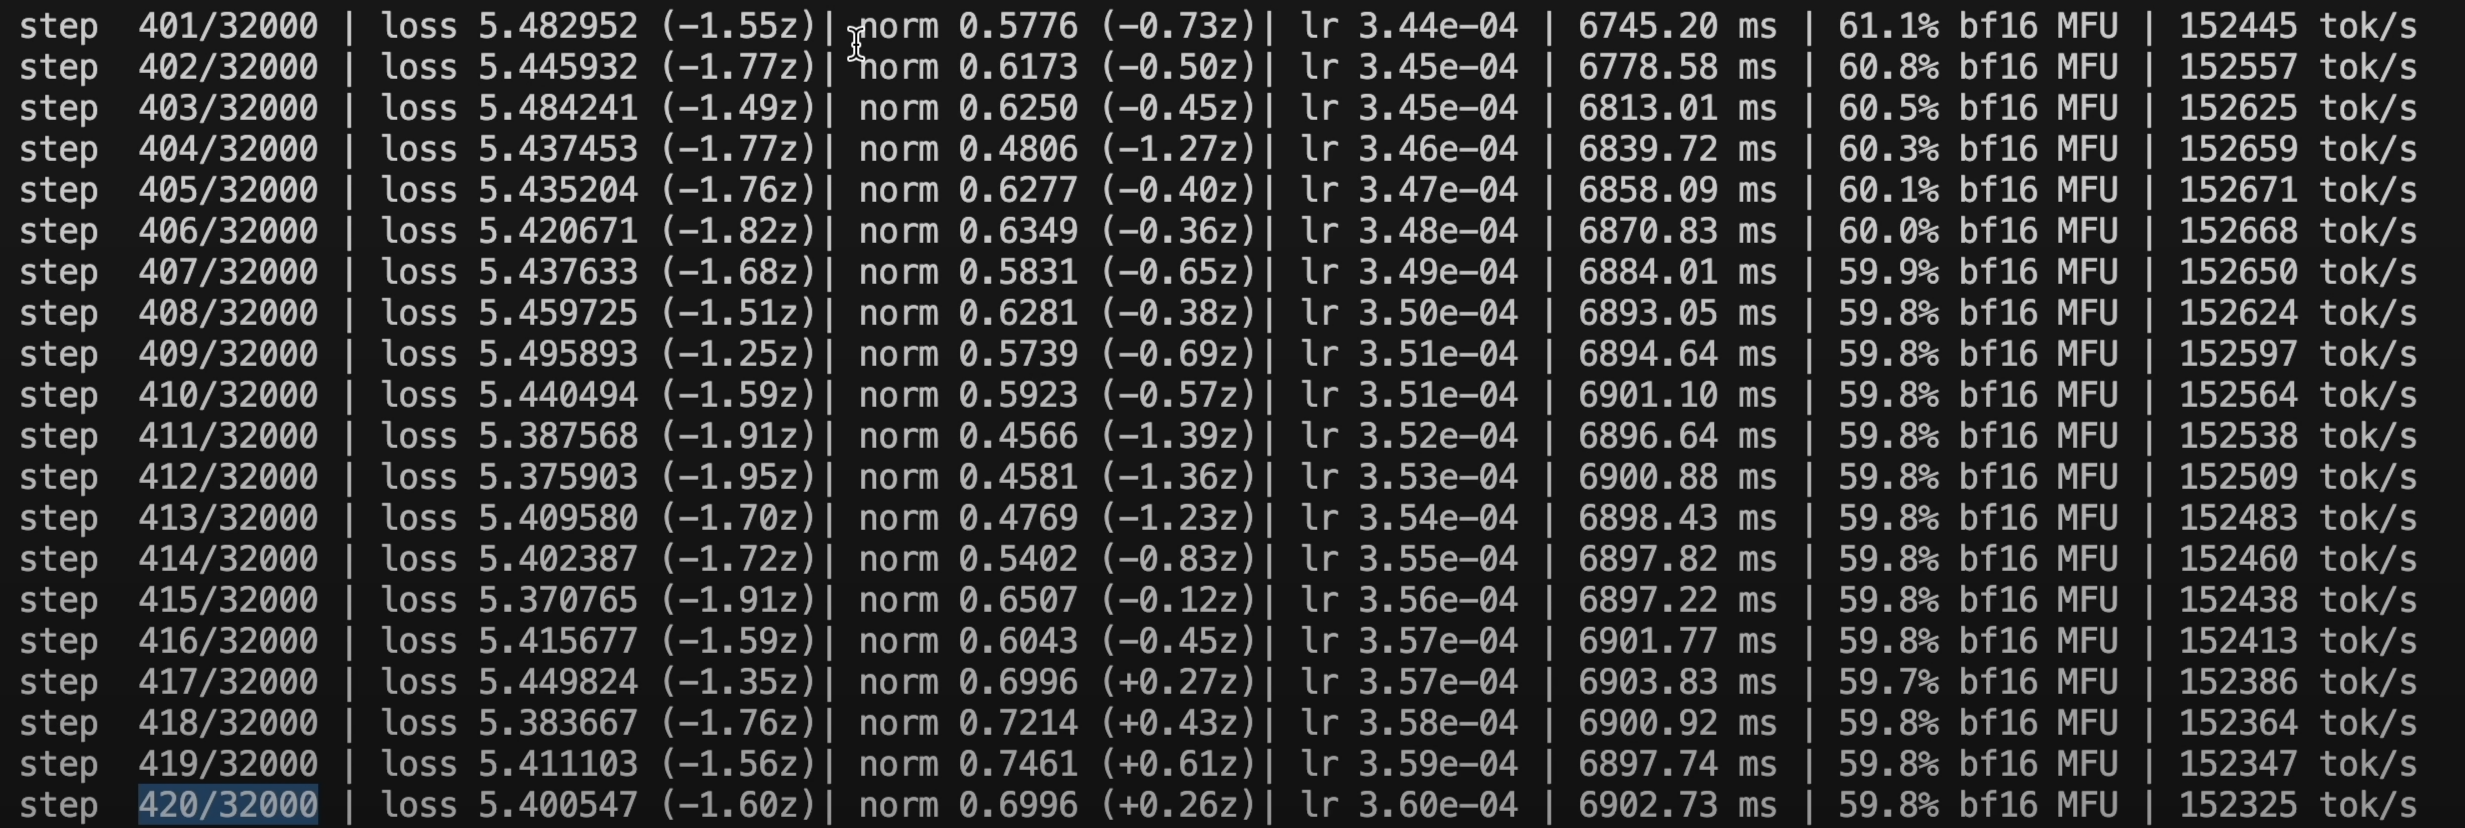 step 401/32000 | loss 5.482952 (−1.55z)| norm 0.5776 (−0.73z)| lr 3.44e−04 | 6745.20 ms | 61.1% bf16 MFU | 152445 tok/s
step 402/32000 | loss 5.445932 (−1.77z)| norm 0.6173 (−0.50z)| lr 3.45e−04 | 6778.58 ms | 60.8% bf16 MFU | 152557 tok/s
step 403/32000 | loss 5.484241 (−1.49z)| norm 0.6250 (−0.45z)| lr 3.45e−04 | 6813.01 ms | 60.5% bf16 MFU | 152625 tok/s
step 404/32000 | loss 5.437453 (−1.77z)| norm 0.4806 (−1.27z)| lr 3.46e−04 | 6839.72 ms | 60.3% bf16 MFU | 152659 tok/s
step 405/32000 | loss 5.435204 (−1.76z)| norm 0.6277 (−0.40z)| lr 3.47e−04 | 6858.09 ms | 60.1% bf16 MFU | 152671 tok/s
step 406/32000 | loss 5.420671 (−1.82z)| norm 0.6349 (−0.36z)| lr 3.48e−04 | 6870.83 ms | 60.0% bf16 MFU | 152668 tok/s
step 407/32000 | loss 5.437633 (−1.68z)| norm 0.5831 (−0.65z)| lr 3.49e−04 | 6884.01 ms | 59.9% bf16 MFU | 152650 tok/s
step 408/32000 | loss 5.459725 (−1.51z)| norm 0.6281 (−0.38z)| lr 3.50e−04 | 6893.05 ms | 59.8% bf16 MFU | 152624 tok/s
step 409/32000 | loss 5.495893 (−1.25z)| norm 0.5739 (−0.69z)| lr 3.51e−04 | 6894.64 ms | 59.8% bf16 MFU | 152597 tok/s
step 410/32000 | loss 5.440494 (−1.59z)| norm 0.5923 (−0.57z)| lr 3.51e−04 | 6901.10 ms | 59.8% bf16 MFU | 152564 tok/s
step 411/32000 | loss 5.387568 (−1.91z)| norm 0.4566 (−1.39z)| lr 3.52e−04 | 6896.64 ms | 59.8% bf16 MFU | 152538 tok/s
step 412/32000 | loss 5.375903 (−1.95z)| norm 0.4581 (−1.36z)| lr 3.53e−04 | 6900.88 ms | 59.8% bf16 MFU | 152509 tok/s
step 413/32000 | loss 5.409580 (−1.70z)| norm 0.4769 (−1.23z)| lr 3.54e−04 | 6898.43 ms | 59.8% bf16 MFU | 152483 tok/s
step 414/32000 | loss 5.402387 (−1.72z)| norm 0.5402 (−0.83z)| lr 3.55e−04 | 6897.82 ms | 59.8% bf16 MFU | 152460 tok/s
step 415/32000 | loss 5.370765 (−1.91z)| norm 0.6507 (−0.12z)| lr 3.56e−04 | 6897.22 ms | 59.8% bf16 MFU | 152438 tok/s
step 416/32000 | loss 5.415677 (−1.59z)| norm 0.6043 (−0.45z)| lr 3.57e−04 | 6901.77 ms | 59.8% bf16 MFU | 152413 tok/s
step 417/32000 | loss 5.449824 (−1.35z)| norm 0.6996 (+0.27z)| lr 3.57e−04 | 6903.83 ms | 59.7% bf16 MFU | 152386 tok/s
step 418/32000 | loss 5.383667 (−1.76z)| norm 0.7214 (+0.43z)| lr 3.58e−04 | 6900.92 ms | 59.8% bf16 MFU | 152364 tok/s
step 419/32000 | loss 5.411103 (−1.56z)| norm 0.7461 (+0.61z)| lr 3.59e−04 | 6897.74 ms | 59.8% bf16 MFU | 152347 tok/s
step 420/32000 | loss 5.400547 (−1.60z)| norm 0.6996 (+0.26z)| lr 3.60e−04 | 6902.73 ms | 59.8% bf16 MFU | 152325 tok/s